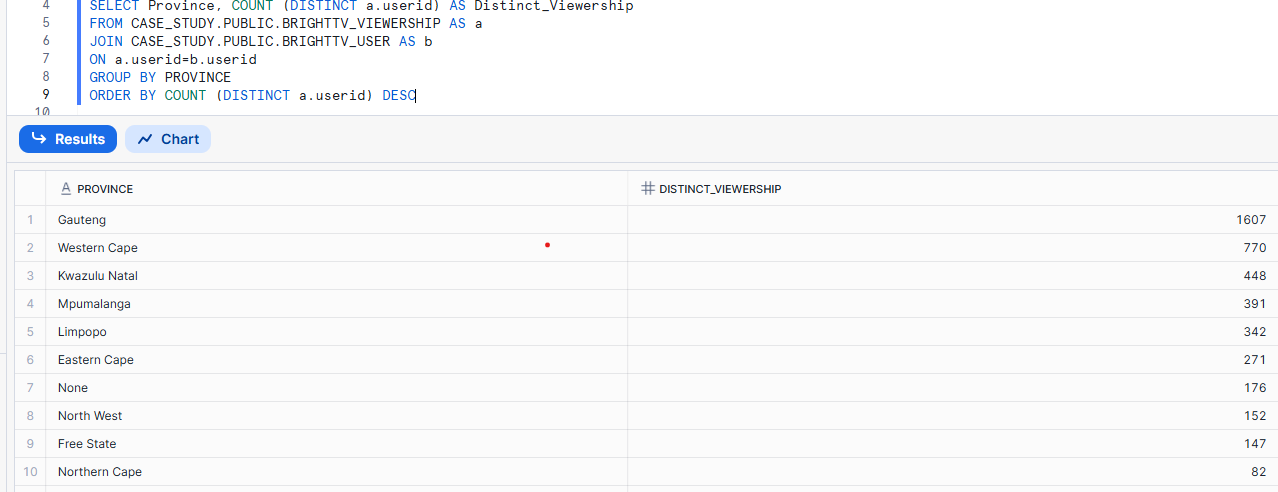 4 SELECT Province, COUNT (DISTINCT a.userid) AS Distinct_Viewership
5 FROM CASE_STUDY.PUBLIC.BRIGHTTV_VIEWERSHIP AS a
6 JOIN CASE_STUDY.PUBLIC.BRIGHTTV_USER AS b
7 ON a.userid=b.userid
8 GROUP BY PROVINCE
9 ORDER BY COUNT (DISTINCT a.userid) DESC
10
Results Chart
PROVINCE DISTINCT_VIEWERSHIP
1 Gauteng 1607
2 Western Cape 770
3 Kwazulu Natal 448
4 Mpumalanga 391
5 Limpopo 342
6 Eastern Cape 271
7 None 176
8 North West 152
9 Free State 147
10 Northern Cape 82